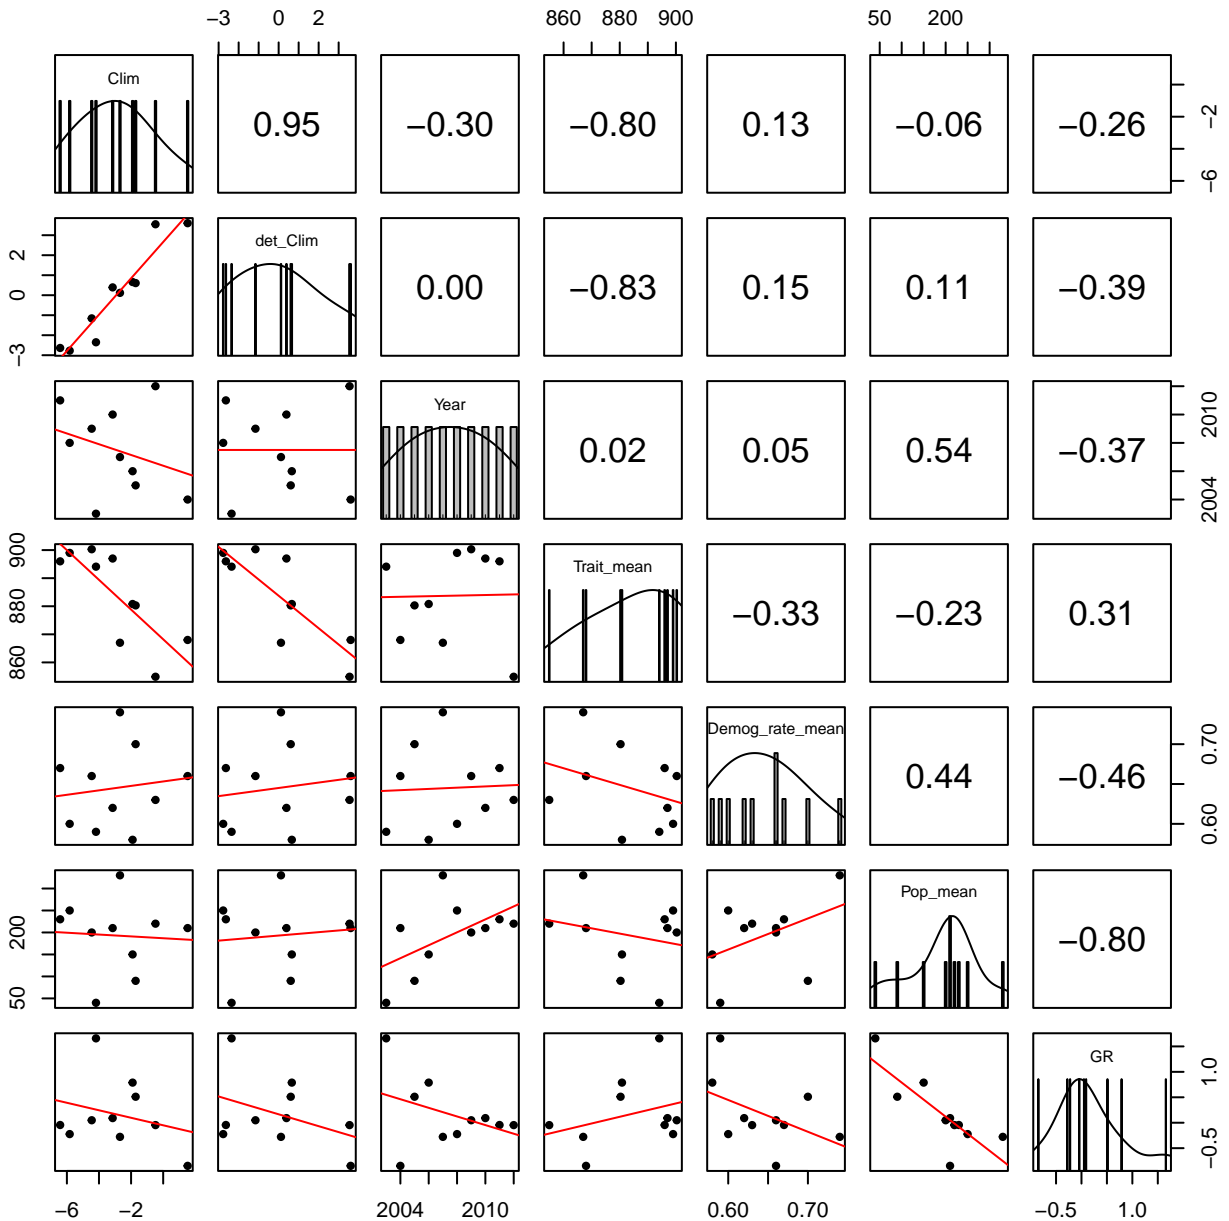 −3 0 2 860 880 900 50 200
Clim 0.95 −0.30 −0.80 0.13 −0.06 −0.26 −6 −2
−3 0 2 det_Clim 0.00 −0.83 0.15 0.11 −0.39
Year 0.02 0.05 0.54 −0.37 2004 2010
860 880 900 Trait_mean −0.33 −0.23 0.31
Demog_rate_mean 0.44 −0.46 0.60 0.70
50 200 Pop_mean −0.80
GR −0.5 1.0
−6 −2 2004 2010 0.60 0.70 −0.5 1.0